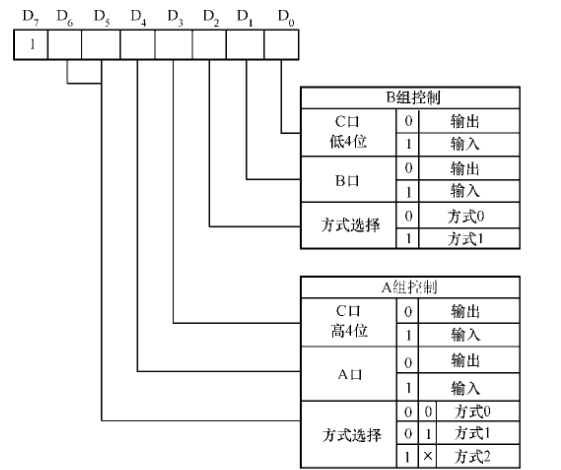 D7 D6 D5 D4 D3 D2 D1 D0
1
B组控制
C口
低4位
0 输出
1 输入
B口
0 输出
1 输入
方式选择
0 方式0
1 方式1
A组控制
C口
高4位
0 输出
1 输入
A口
0 输出
1 输入
方式选择
0 0 方式0
0 1 方式1
1 × 方式2